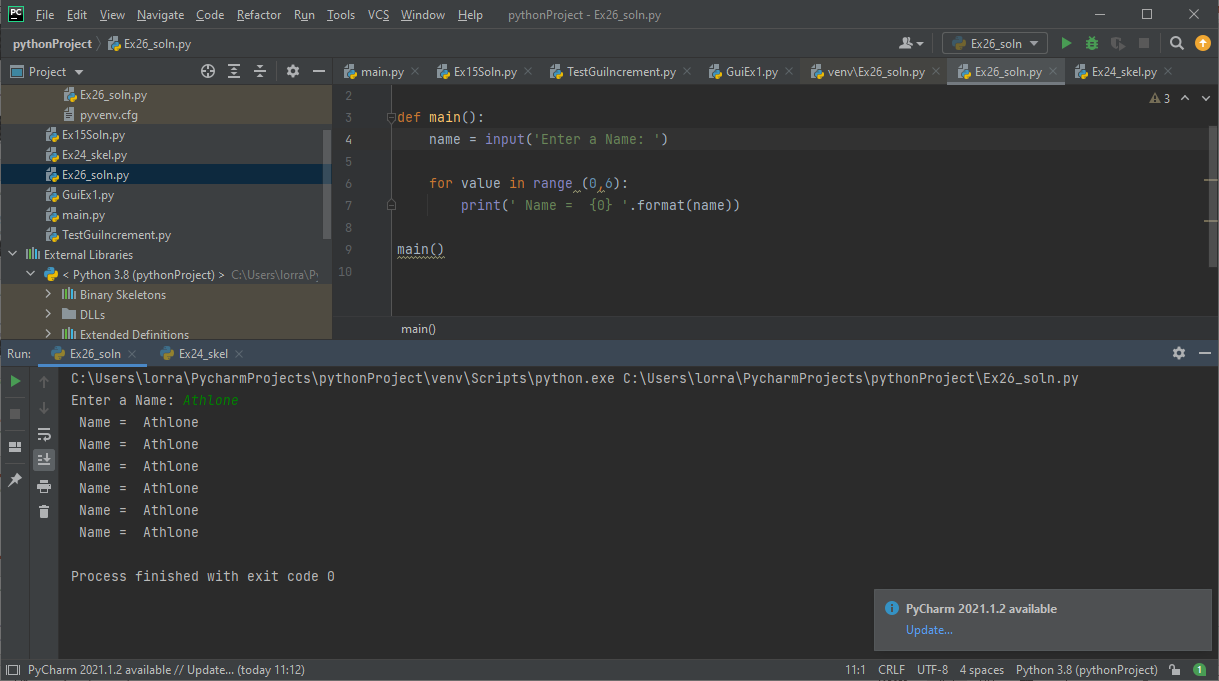 PC File Edit View Navigate Code Refactor Run Tools VCS Window Help pythonProject - Ex26_soln.py
pythonProject Ex26_soln.py Ex26_soln
Project main.py Ex15Soln.py TestGuiIncrement.py GuiEx1.py venv\Ex26_soln.py Ex26_soln.py Ex24_skel.py
Ex26_soln.py
pyvenv.cfg
Ex15Soln.py
Ex24_skel.py
Ex26_soln.py
GuiEx1.py
main.py
TestGuiIncrement.py
External Libraries
< Python 3.8 (pythonProject) > C:\Users\lorra\Py
Binary Skeletons
DLLs
Extended Definitions
3
2
3 def main():
4 name = input('Enter a Name: ')
5
6 for value in range (0,6):
7 print(' Name =  {0} '.format(name))
8
9 main()
10
main()
Run: Ex26_soln Ex24_skel
C:\Users\lorra\PycharmProjects\pythonProject\venv\Scripts\python.exe C:\Users\lorra\PycharmProjects\pythonProject\Ex26_soln.py
Enter a Name: Athlone
Name =  Athlone
Name =  Athlone
Name =  Athlone
Name =  Athlone
Name =  Athlone
Name =  Athlone
Process finished with exit code 0
PyCharm 2021.1.2 available
Update...
PyCharm 2021.1.2 available // Update... (today 11:12) 11:1 CRLF UTF-8 4 spaces Python 3.8 (pythonProject) 1